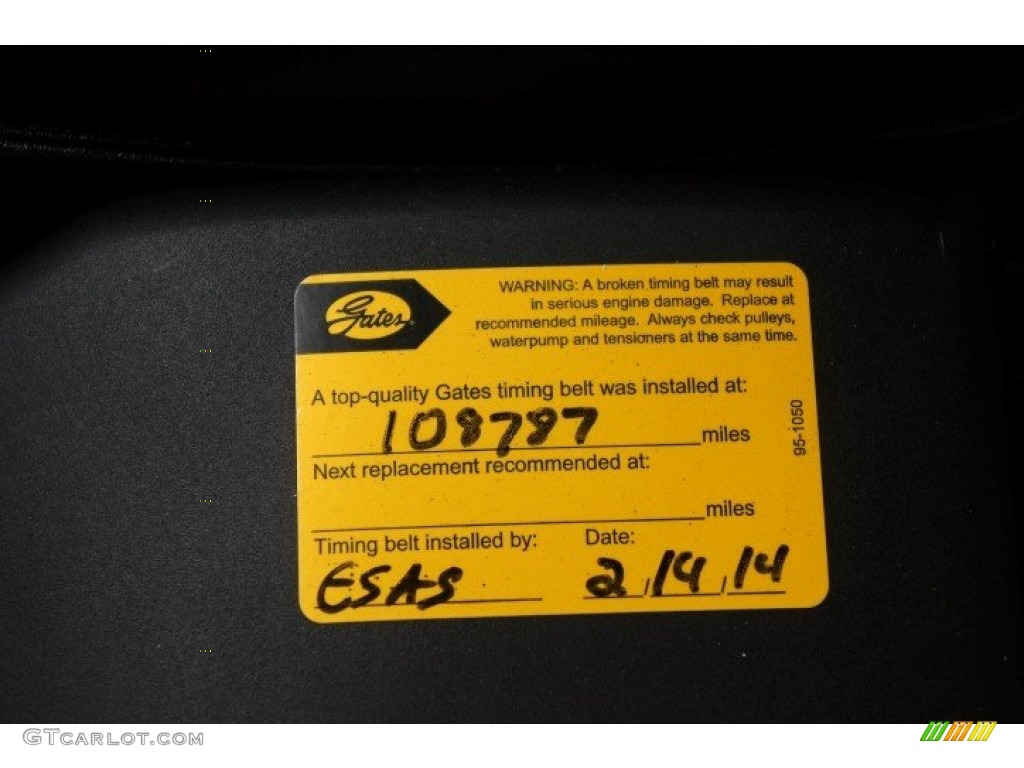 WARNING: A broken timing belt may result
in serious engine damage. Replace at
recommended mileage. Always check pulleys,
waterpump and tensioners at the same time.
Gates
A top-quality Gates timing belt was installed at:
108787 miles
95-1050
Next replacement recommended at:
miles
Timing belt installed by: Date:
ESAS 2/14/14
GTCARLOT.COM